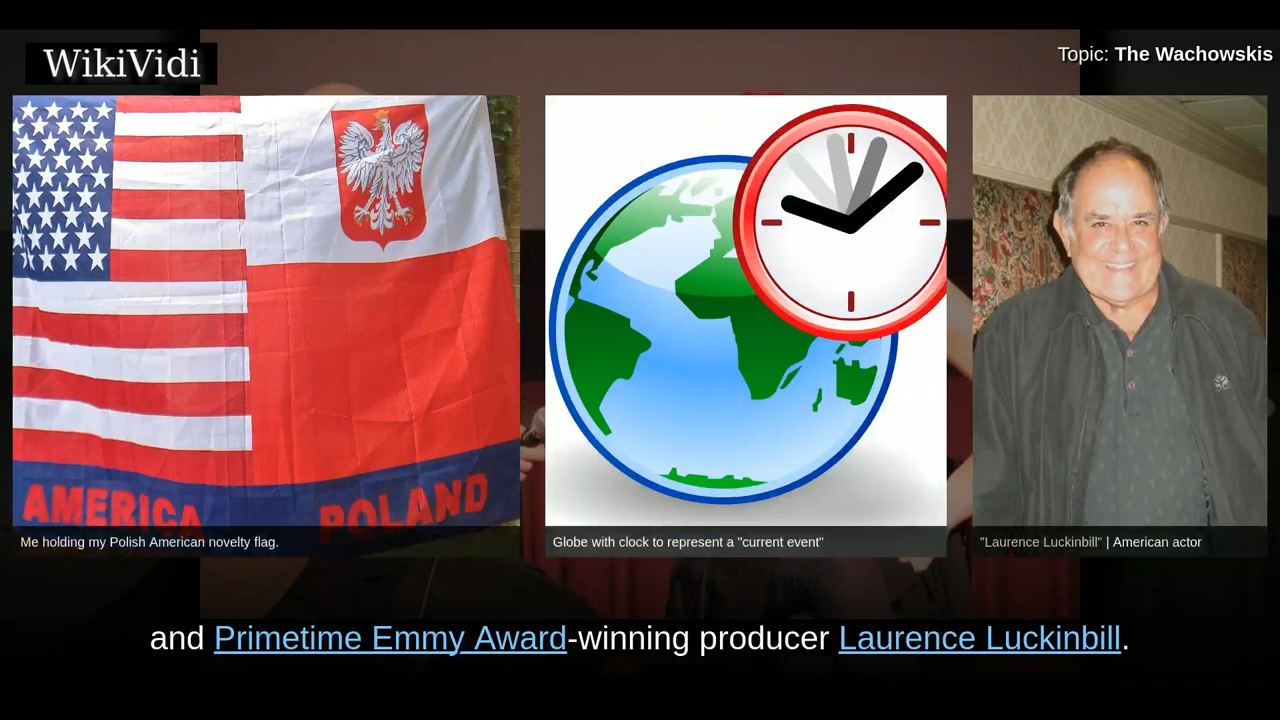 WikiVidi
Topic: The Wachowskis
AMERICA POLAND
Me holding my Polish American novelty flag.
Globe with clock to represent a "current event"
"Laurence Luckinbill" | American actor
and Primetime Emmy Award-winning producer Laurence Luckinbill.